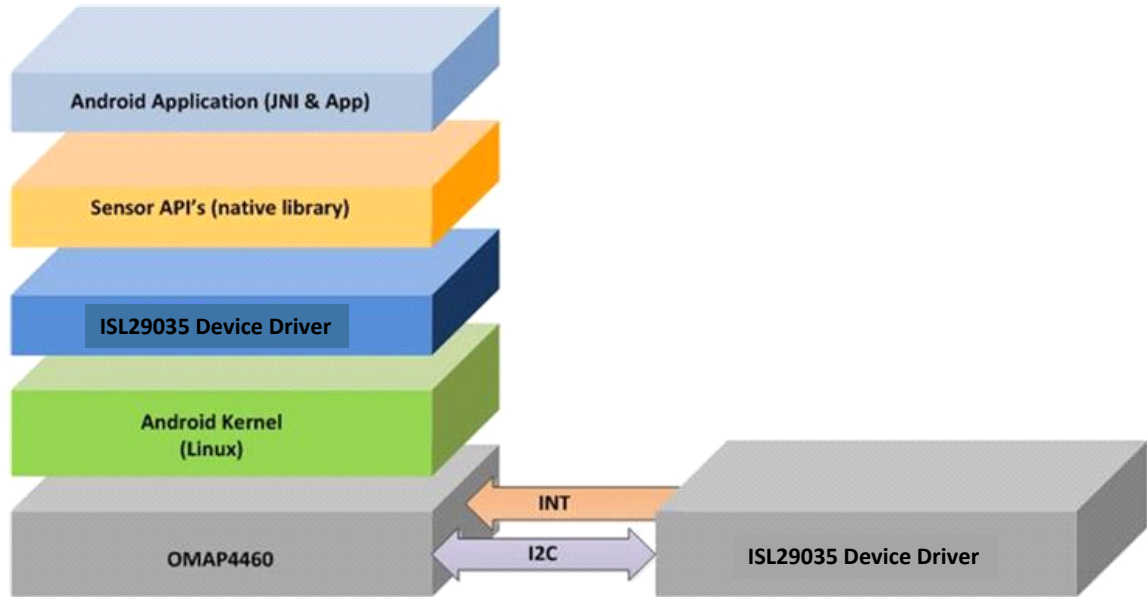 Android Application (JNI & App)
Sensor API's (native library)
ISL29035 Device Driver
Android Kernel
(Linux)
INT
OMAP4460
I2C
ISL29035 Device Driver